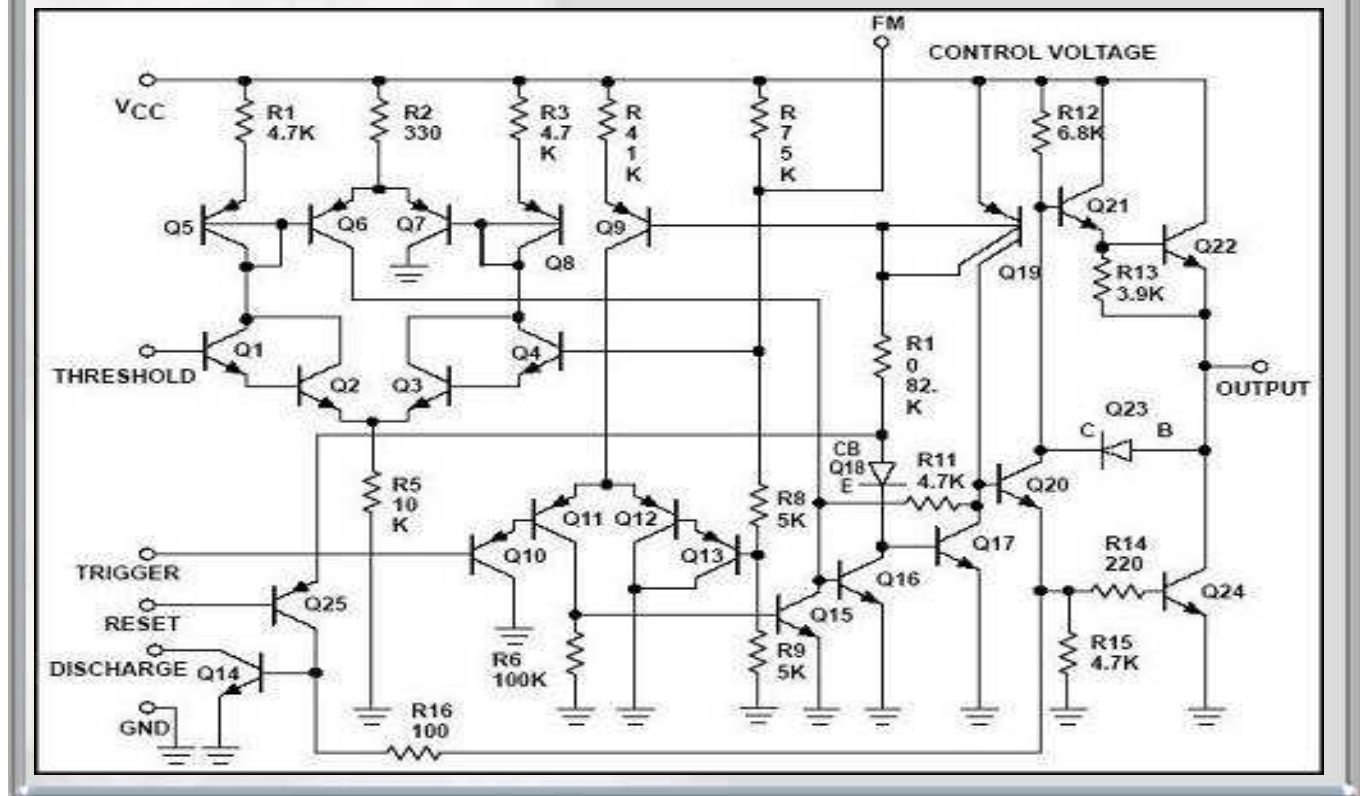 FM
CONTROL VOLTAGE
VCC
R1
4.7K
R2
330
R3
4.7
K
R
4
1
K
R
7
5
K
R12
6.8K
Q5
Q6
Q7
Q8
Q9
Q19
Q21
Q22
R13
3.9K
Q1
Q2
Q3
Q4
THRESHOLD
R1
0
82.
K
OUTPUT
Q23
C
B
CB
Q18
E
R11
4.7K
Q20
R5
10
K
Q11
Q12
R8
5K
Q10
Q13
Q17
TRIGGER
R14
220
Q16
Q24
Q25
RESET
Q15
DISCHARGE
Q14
R6
100K
R9
5K
R15
4.7K
GND
R16
100